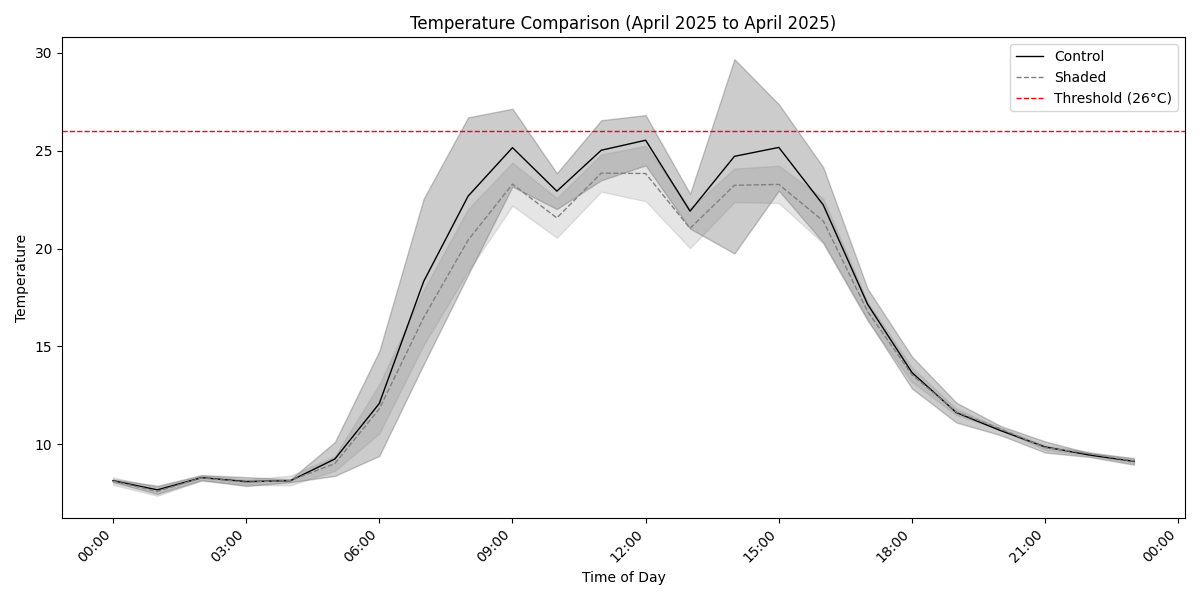 Temperature Comparison (April 2025 to April 2025)
Control
Shaded
Threshold (26°C)
Temperature
30
25
20
15
10
00:00
03:00
06:00
09:00
12:00
15:00
18:00
21:00
00:00
Time of Day